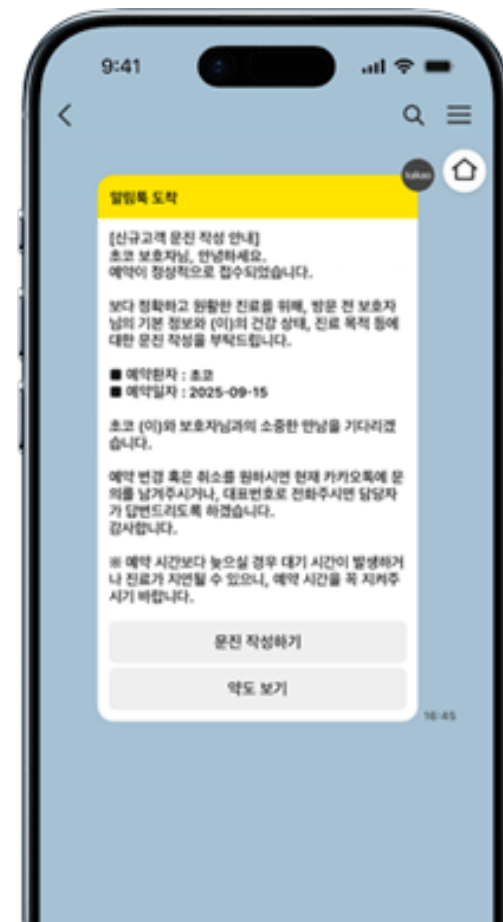 9:41
kakao
알림톡 도착
[신규고객 문진 작성 안내]
초코 보호자님, 안녕하세요.
예약이 정상적으로 접수되었습니다.
보다 정확하고 원활한 진료를 위해, 방문 전 보호자
님의 기본 정보와 (이)의 건강 상태, 진료 목적 등에
대한 문진 작성을 부탁드립니다.
■ 예약환자 : 초코
■ 예약일자 : 2025-09-15
초코 (이)와 보호자님과의 소중한 만남을 기다리겠
습니다.
예약 변경 혹은 취소를 원하시면 현재 카카오톡에 문
의를 남겨주시거나, 대표번호로 전화주시면 담당자
가 답변드리도록 하겠습니다.
감사합니다.
※ 예약 시간보다 늦으실 경우 대기 시간이 발생하거
나 진료가 지연될 수 있으니, 예약 시간을 꼭 지켜주
시기 바랍니다.
문진 작성하기
약도 보기
16:45